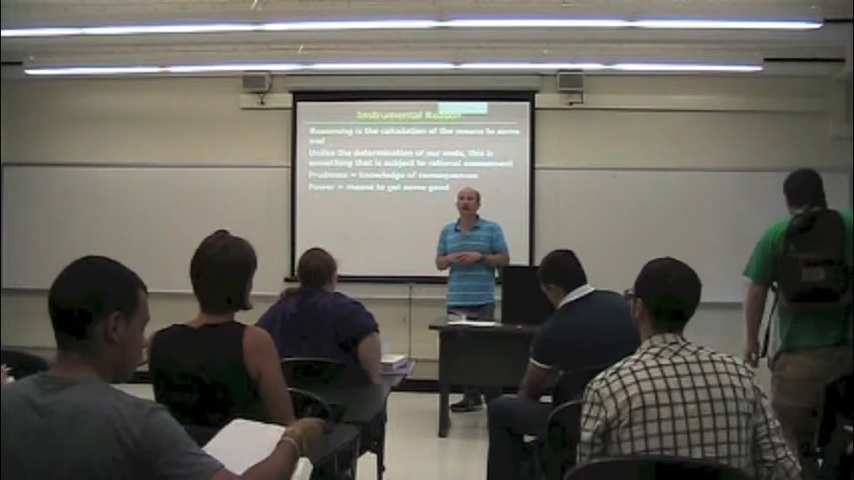 Instrumental Reason
Reasoning is the calculation of the means to some
end
Unlike the determination of our ends, this is
something that is subject to rational assessment
Prudence = knowledge of consequences
Power = means to get some good